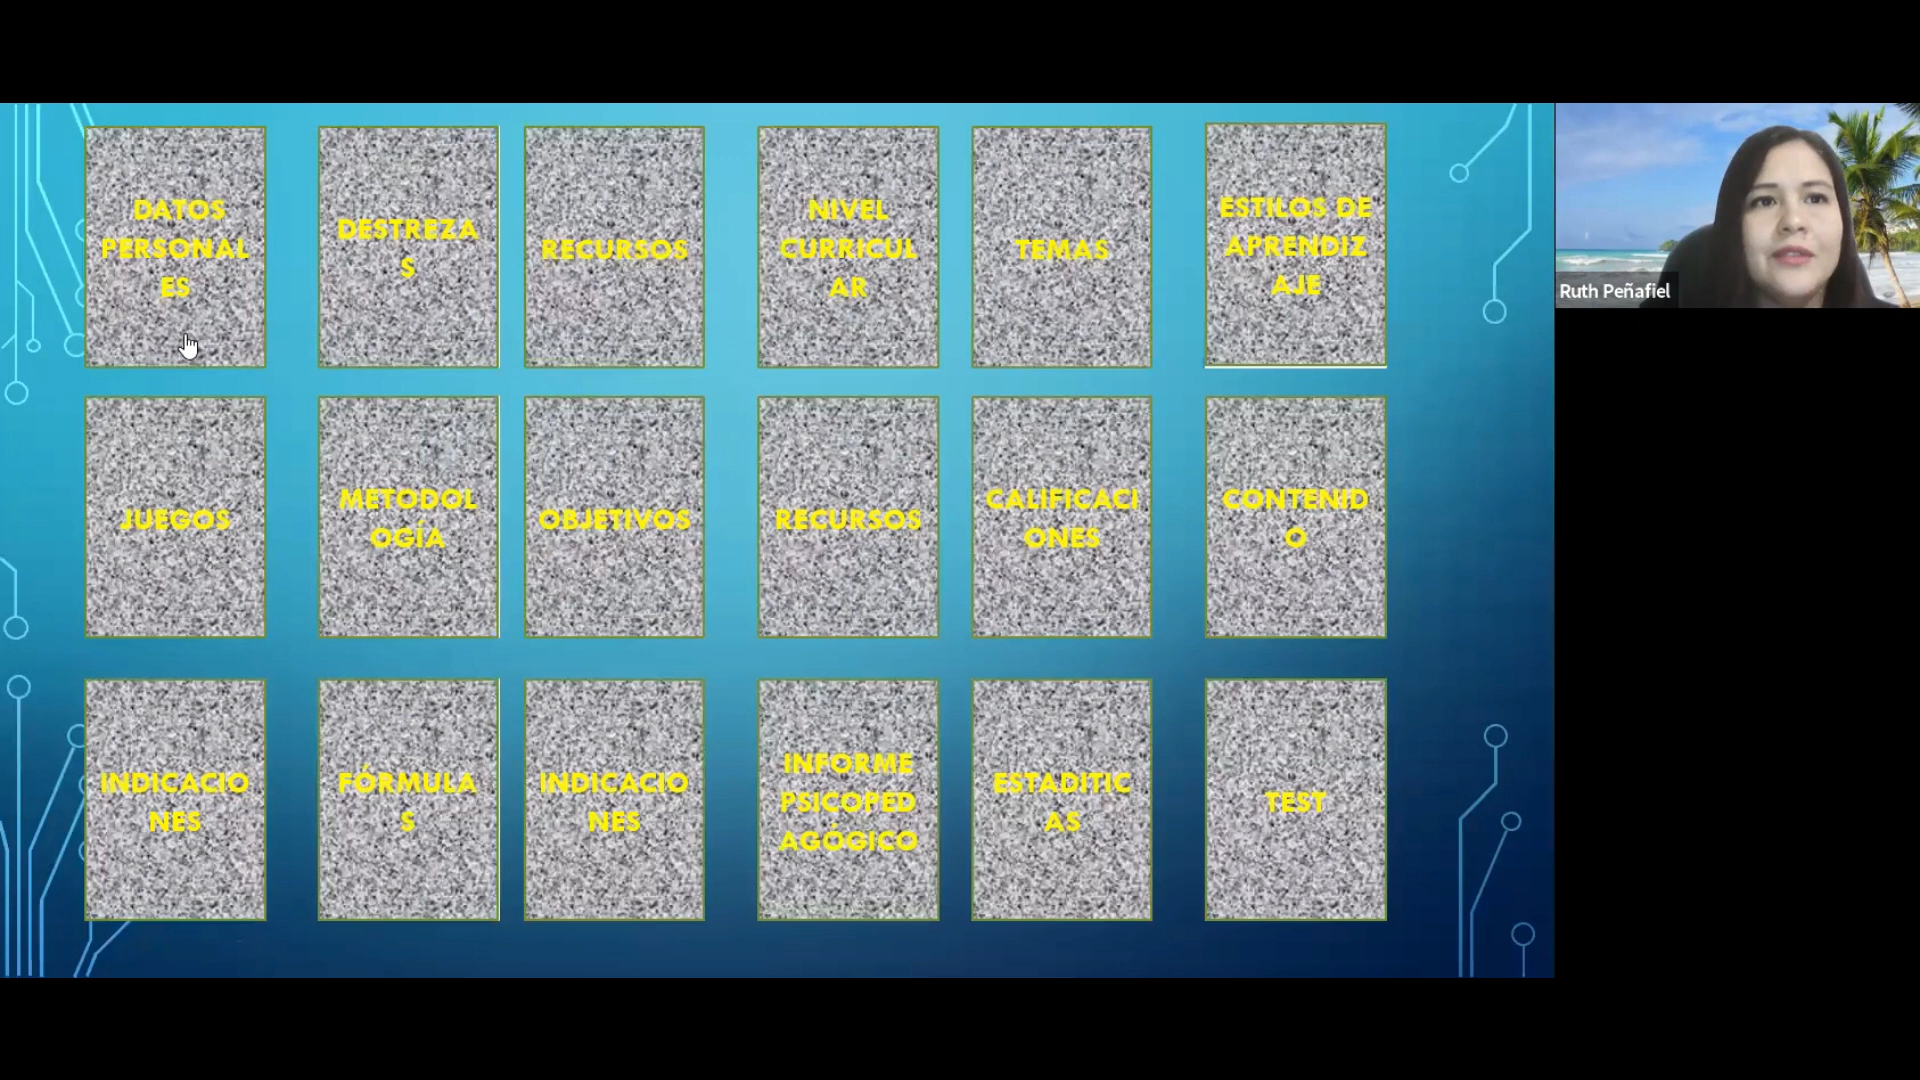 DATOS
PERSONAL
ES
DESTREZA
S
RECURSOS
NIVEL
CURRICUL
AR
TEMAS
ESTILOS DE
APRENDIZ
AJE
Ruth Peñafiel
JUEGOS
METODOL
OGÍA
OBJETIVOS
RECURSOS
CALIFICACI
ONES
CONTENID
O
INDICACIO
NES
FÓRMULA
S
INDICACIO
NES
INFORME
PSICOPED
AGÓGICO
ESTADITIC
AS
TEST